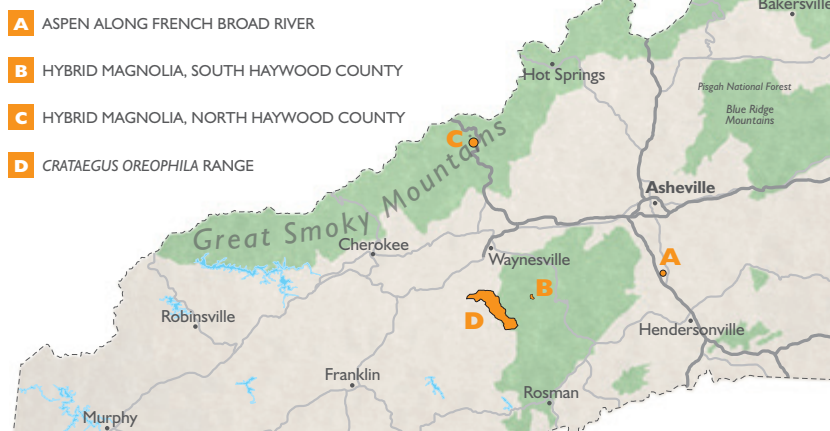 A ASPEN ALONG FRENCH BROAD RIVER
B HYBRID MAGNOLIA, SOUTH HAYWOOD COUNTY
C HYBRID MAGNOLIA, NORTH HAYWOOD COUNTY
D CRATAEGUS OREOPHILA RANGE
Bakersville
Hot Springs
Pisgah National Forest
Blue Ridge
Mountains
C
Great Smoky Mountains
Asheville
Cherokee
Waynesville
A
B
D
Robinsville
Hendersonville
Franklin
Rosman
Murphy